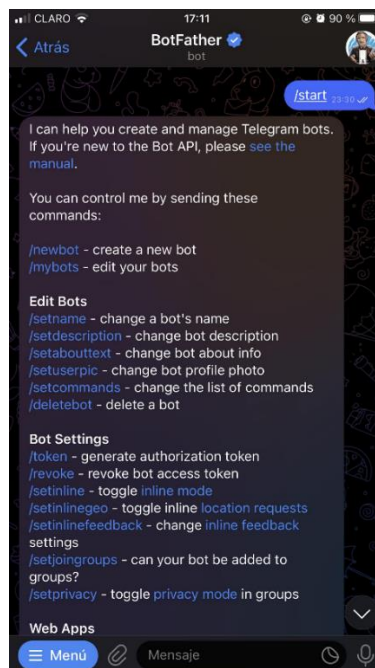 CLARO 17:11 90 %
Atrás BotFather
bot
/start 23:30
I can help you create and manage Telegram bots.
If you're new to the Bot API, please see the
manual.
You can control me by sending these
commands:
/newbot - create a new bot
/mybots - edit your bots
Edit Bots
/setname - change a bot's name
/setdescription - change bot description
/setabouttext - change bot about info
/setuserpic - change bot profile photo
/setcommands - change the list of commands
/deletebot - delete a bot
Bot Settings
/token - generate authorization token
/revoke - revoke bot access token
/setinline - toggle inline mode
/setinlinegeo - toggle inline location requests
/setinlinefeedback - change inline feedback
settings
/setjoingroups - can your bot be added to
groups?
/setprivacy - toggle privacy mode in groups
Web Apps
Menú Mensaje